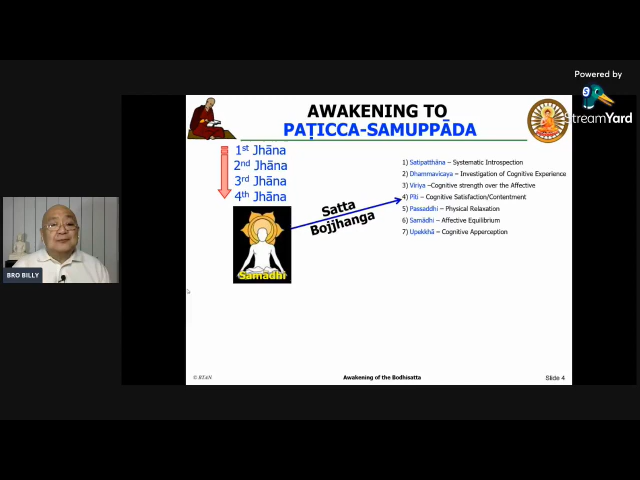 Powered by
StreamYard
AWAKENING TO
PAṬICCA-SAMUPPĀDA
1st Jhāna
2nd Jhāna
3rd Jhāna
4th Jhāna
Samadhi
Satta
Bojjhanga
1) Satipatthāna – Systematic Introspection
2) Dhammavicaya – Investigation of Cognitive Experience
3) Viriya –Cognitive strength over the Affective
4) Pīti – Cognitive Satisfaction/Contentment
5) Passaddhi – Physical Relaxation
6) Samādhi – Affective Equilibrium
7) Upekkhā – Cognitive Apperception
BRO BILLY
© BTAN
Awakening of the Bodhisatta
Slide 4